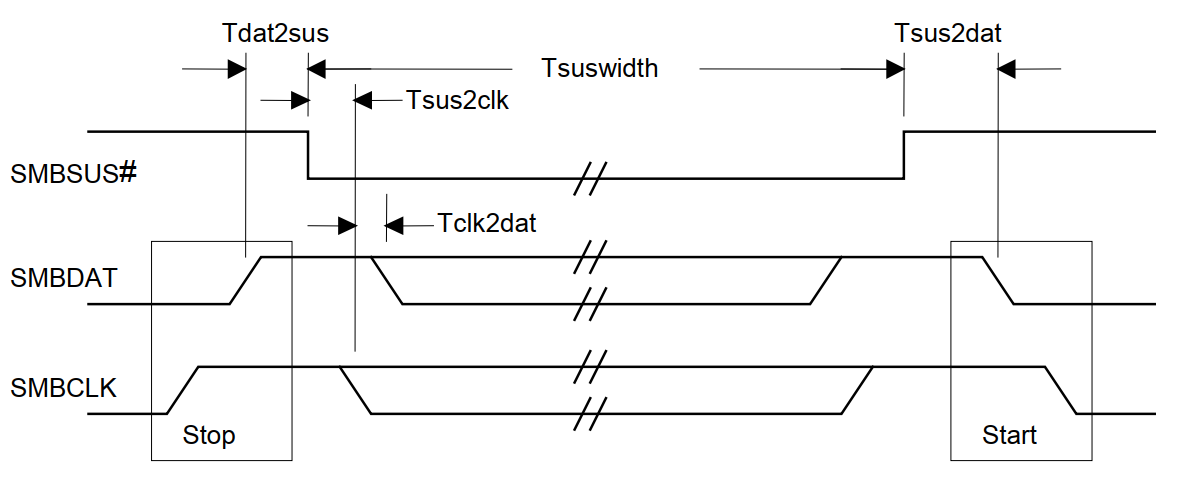 Tdat2sus
Tsus2dat
Tsuswidth
Tsus2clk
SMBSUS#
Tclk2dat
SMBDAT
SMBCLK
Stop
Start